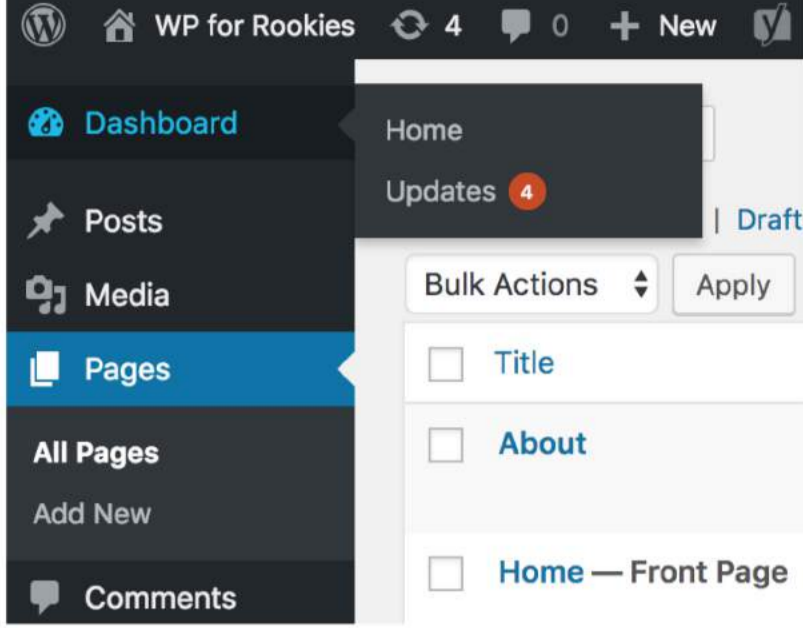 WP for Rookies 4 0 New
Dashboard
Home
Updates 4
Posts
| Draft
Media
Bulk Actions Apply
Pages
Title
All Pages
About
Add New
Home — Front Page
Comments